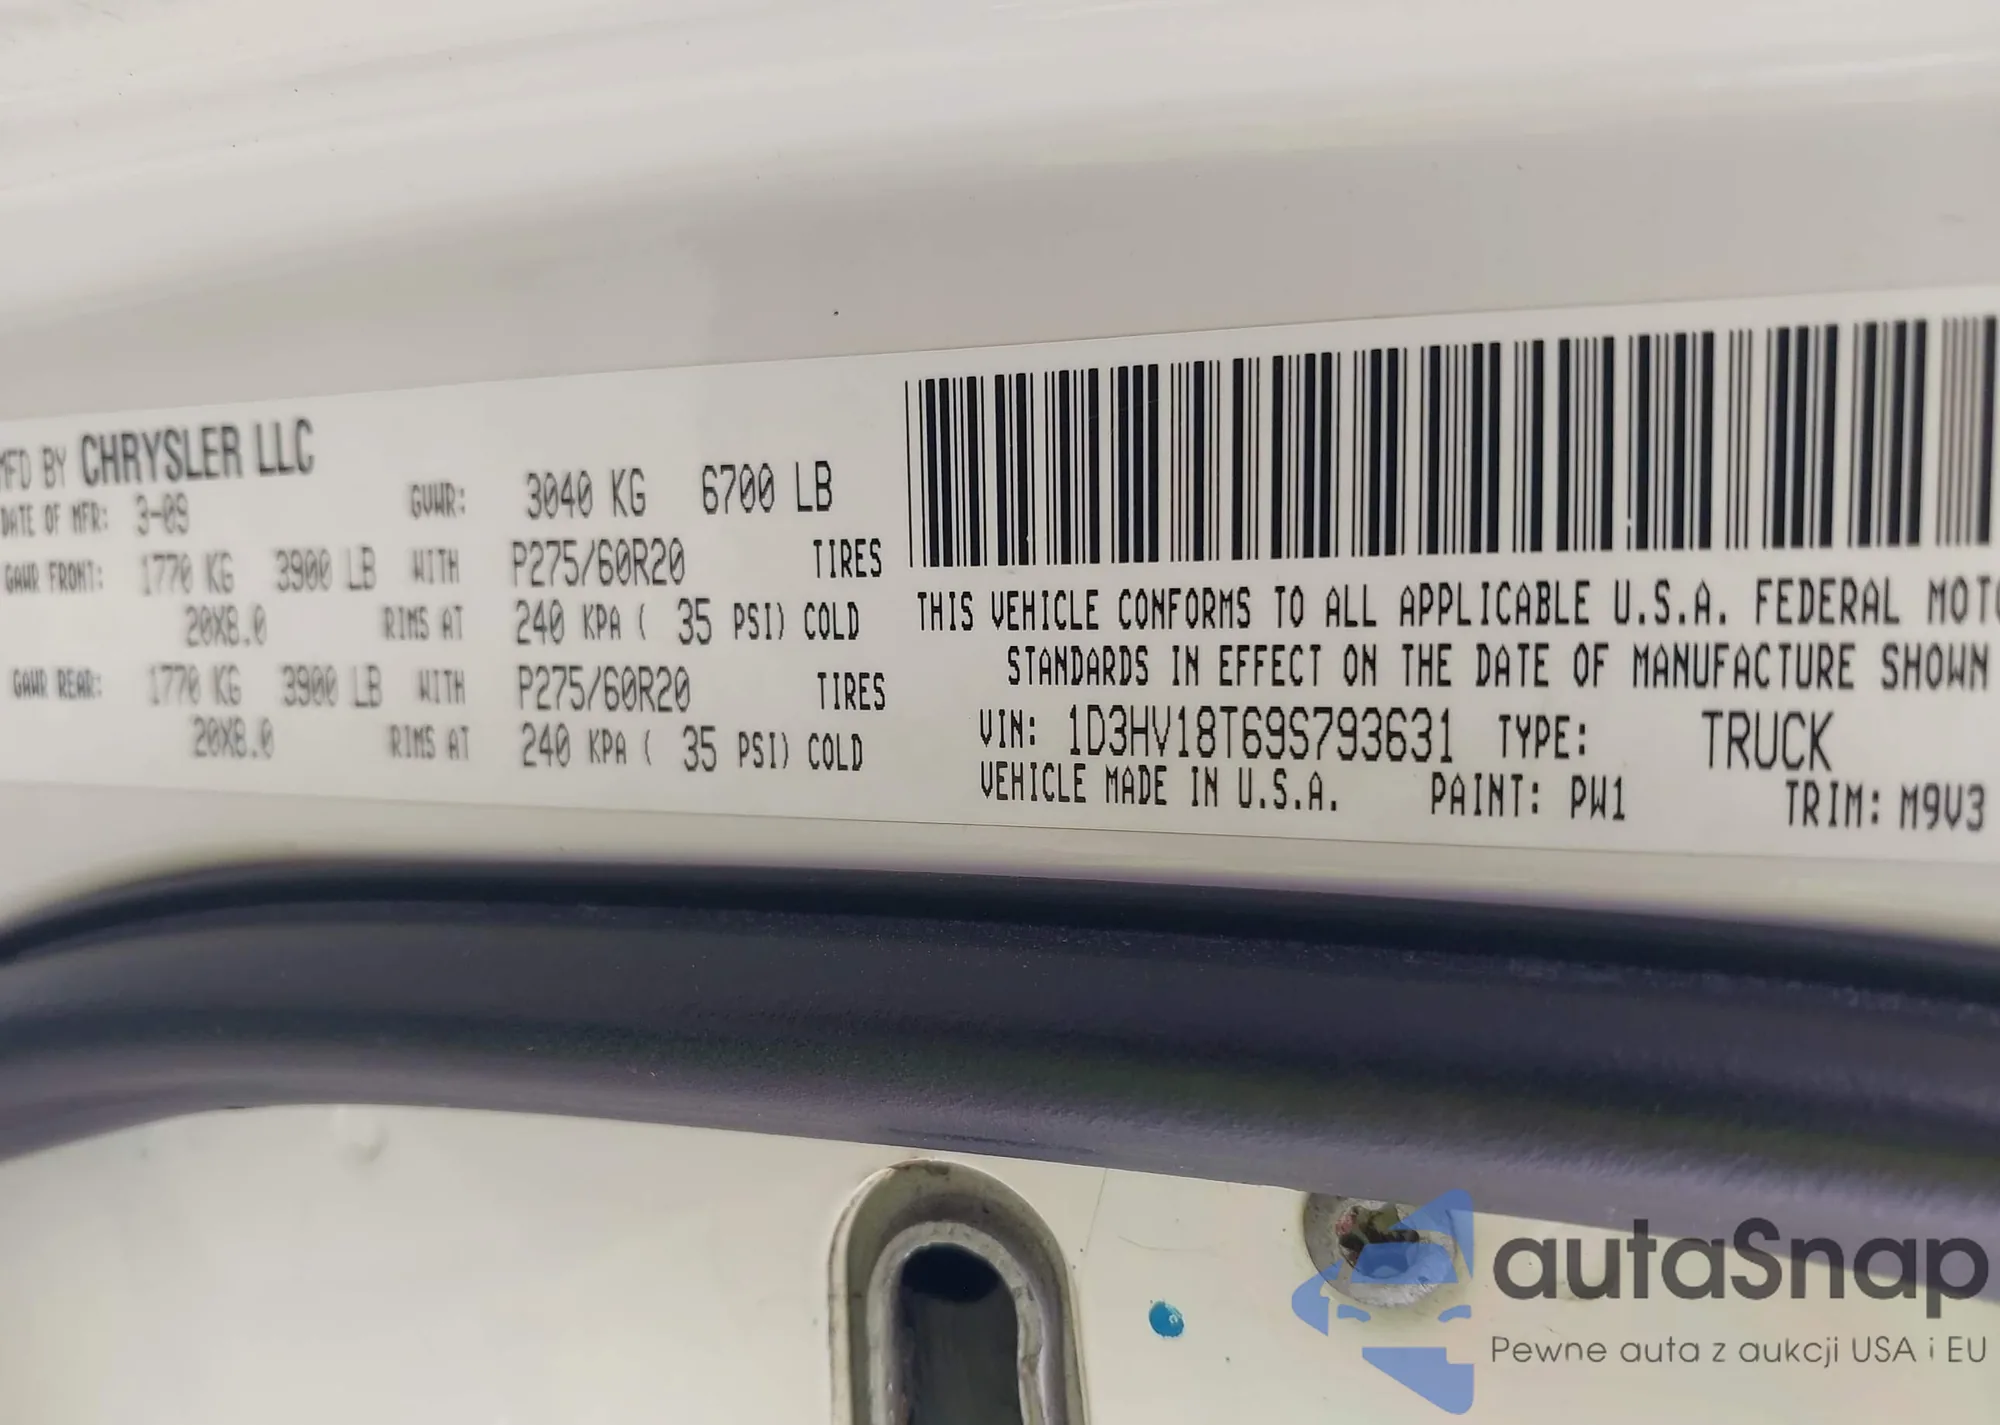 MFD BY CHRYSLER LLC
DATE OF MFR: 3-09 GVWR: 3040 KG 6700 LB
GAWR FRONT: 1770 KG 3900 LB WITH P275/60R20 TIRES
20X8.0 RIMS AT 240 KPA ( 35 PSI) COLD
GAWR REAR: 1770 KG 3900 LB WITH P275/60R20 TIRES
20X8.0 RIMS AT 240 KPA ( 35 PSI) COLD
THIS VEHICLE CONFORMS TO ALL APPLICABLE U.S.A. FEDERAL MOTO
STANDARDS IN EFFECT ON THE DATE OF MANUFACTURE SHOWN
VIN: 1D3HV18T69S793631 TYPE: TRUCK
VEHICLE MADE IN U.S.A. PAINT: PW1 TRIM: M9V3
autaSnap
Pewne auta z aukcji USA i EU